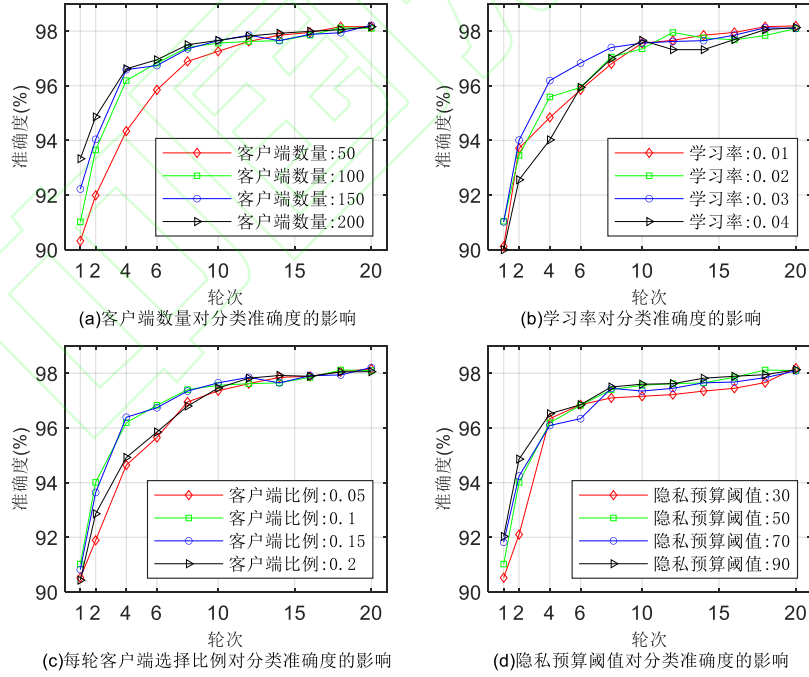 98
96
94
92
90
准确度(%)
客户端数量:50
客户端数量:100
客户端数量:150
客户端数量:200
1 2 4 6 10 15 20
轮次
(a)客户端数量对分类准确度的影响
98
96
94
92
90
准确度(%)
学习率:0.01
学习率:0.02
学习率:0.03
学习率:0.04
1 2 4 6 10 15 20
轮次
(b)学习率对分类准确度的影响
98
96
94
92
90
准确度(%)
客户端比例:0.05
客户端比例:0.1
客户端比例:0.15
客户端比例:0.2
1 2 4 6 10 15 20
轮次
(c)每轮客户端选择比例对分类准确度的影响
98
96
94
92
90
准确度(%)
隐私预算阈值:30
隐私预算阈值:50
隐私预算阈值:70
隐私预算阈值:90
1 2 4 6 10 15 20
轮次
(d)隐私预算阈值对分类准确度的影响